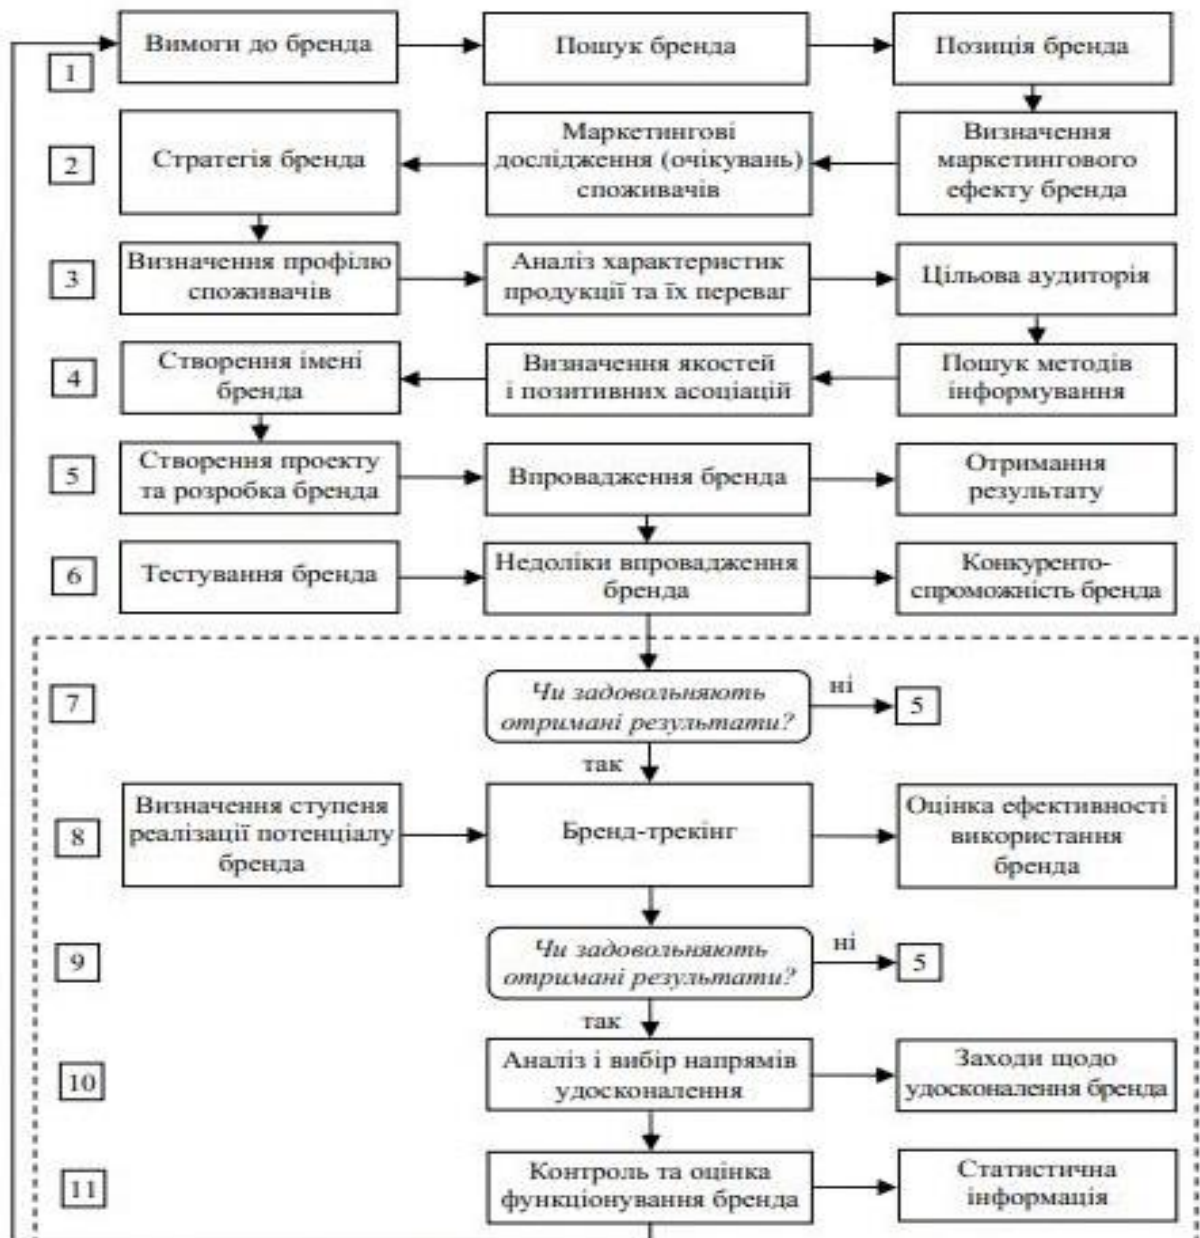 Вимоги до бренда
Пошук бренда
Позиція бренда
1
2
Стратегія бренда
Маркетингові
дослідження (очікувань)
споживачів
Визначення
маркетингового
ефекту бренда
3
Визначення профілю
споживачів
Аналіз характеристик
продукції та їх переваг
Цільова аудиторія
4
Створення імені
бренда
Визначення якостей
і позитивних асоціацій
Пошук методів
інформування
5
Створення проекту
та розробка бренда
Впровадження бренда
Отримання
результату
6
Тестування бренда
Недоліки впровадження
бренда
Конкуренто-
спроможність бренда
7
Чи задовольняють
отримані результати?
ні
5
так
8
Визначення ступеня
реалізації потенціалу
бренда
Бренд-трекінг
Оцінка ефективності
використання
бренда
9
Чи задовольняють
отримані результати?
ні
5
так
10
Аналіз і вибір напрямів
удосконалення
Заходи щодо
удосконалення бренда
11
Контроль та оцінка
функціонування бренда
Статистична
інформація